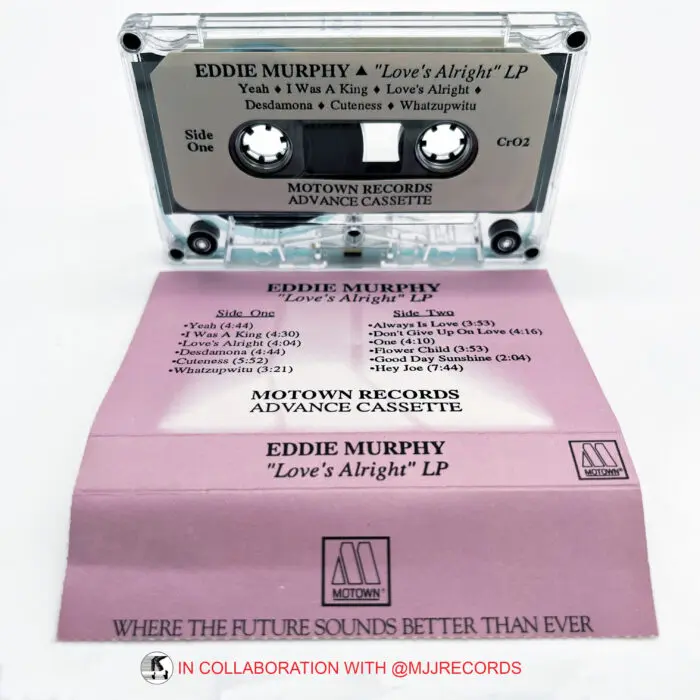 EDDIE MURPHY ▲ "Love's Alright" LP
Yeah ♦ I Was A King ♦ Love's Alright ♦
Desdamona ♦ Cuteness ♦ Whatzupwitu
Side
One
CrO2
MOTOWN RECORDS
ADVANCE CASSETTE
EDDIE MURPHY
"Love's Alright" LP
Side One
•Yeah (4:44)
•I Was A King (4:30)
•Love's Alright (4:04)
•Desdamona (4:44)
•Cuteness (5:52)
•Whatzupwitu (3:21)
Side Two
•Always Is Love (3:53)
•Don't Give Up On Love (4:16)
•One (4:10)
•Flower Child (3:53)
•Good Day Sunshine (2:04)
•Hey Joe (7:44)
MOTOWN RECORDS
ADVANCE CASSETTE
EDDIE MURPHY
"Love's Alright" LP
MOTOWN
MOTOWN
WHERE THE FUTURE SOUNDS BETTER THAN EVER
IN COLLABORATION WITH @MJJRECORDS